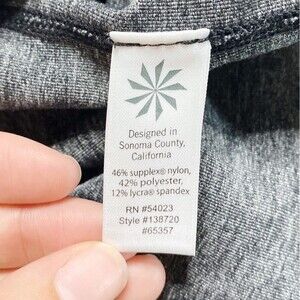 Designed in
Sonoma County,
California
46% supplex® nylon,
42% polyester,
12% lycra® spandex
RN #54023
Style #138720
#65357